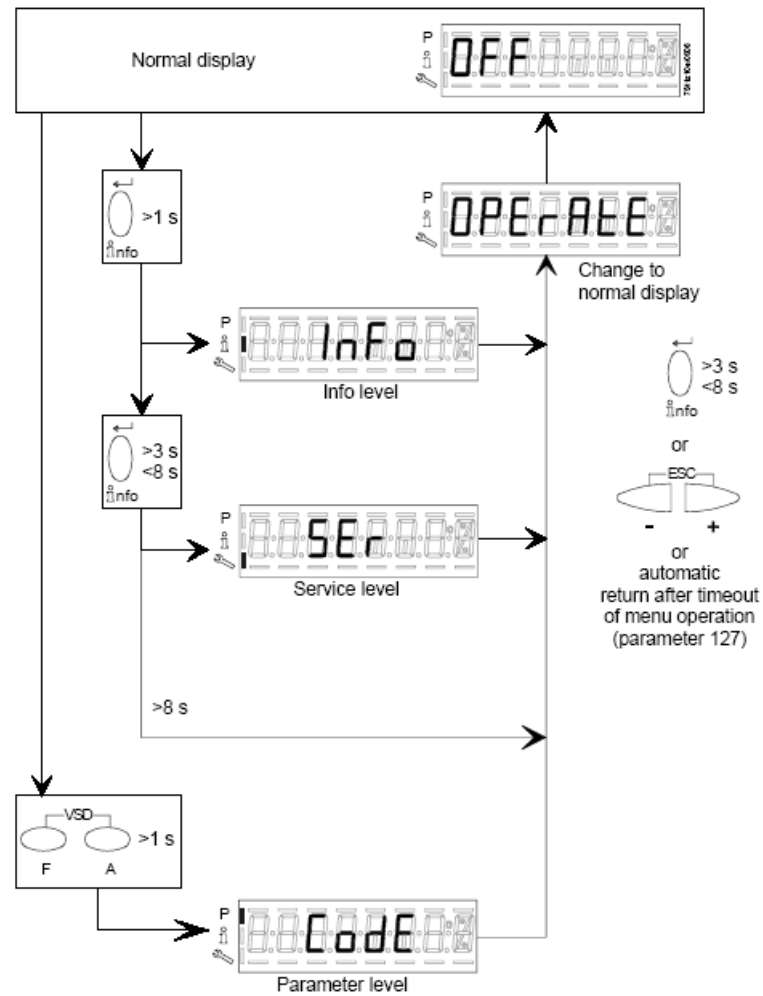 Normal display
P
i
OFF
>1 s
info
P
i
OPErAtE
Change to
normal display
P
i
InFo
Info level
>3 s
<8 s
info
>3 s
<8 s
info
or
ESC
- +
or
automatic
return after timeout
of menu operation
(parameter 127)
P
i
SEr
Service level
>8 s
VSD
>1 s
F A
P
i
CodE
Parameter level